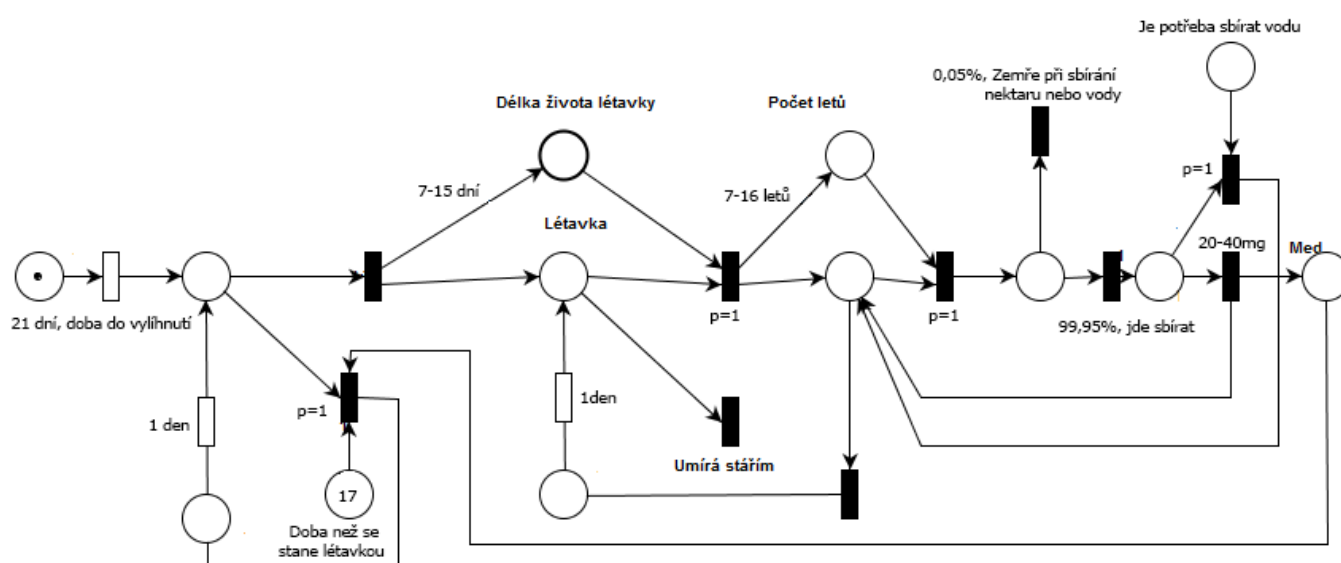 Je potřeba sbírat vodu
0,05%, Zemře při sbírání
nektaru nebo vody
Délka života létavky
Počet letů
p=1
7-15 dní
7-16 letů
Létavka
20-40mg
Med
21 dní, doba do vylíhnutí
p=1
p=1
99,95%, jde sbírat
p=1
1den
1 den
Umírá stářím
17
Doba než se
stane létavkou